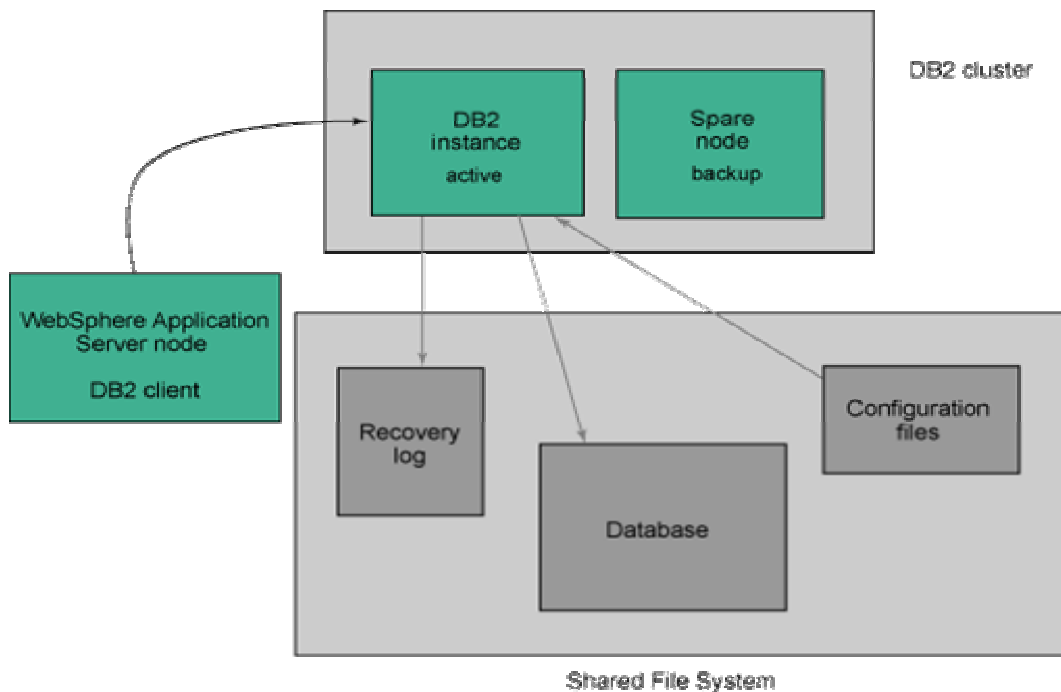 DB2 cluster
DB2
instance
active
Spare
node
backup
WebSphere Application
Server node
DB2 client
Recovery
log
Database
Configuration
files
Shared File System